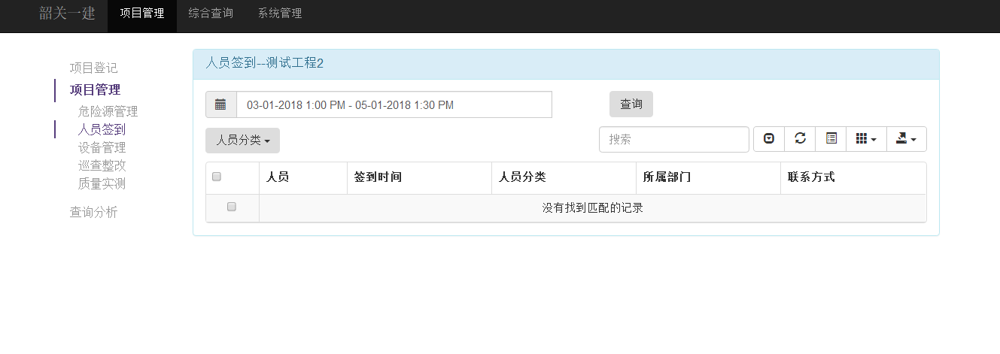 韶关一建 项目管理 综合查询 系统管理
项目登记
项目管理
危险源管理
人员签到
设备管理
巡查整改
质量实测
查询分析
人员签到--测试工程2
03-01-2018 1:00 PM - 05-01-2018 1:30 PM 查询
人员分类 搜索
人员 签到时间 人员分类 所属部门 联系方式
没有找到匹配的记录